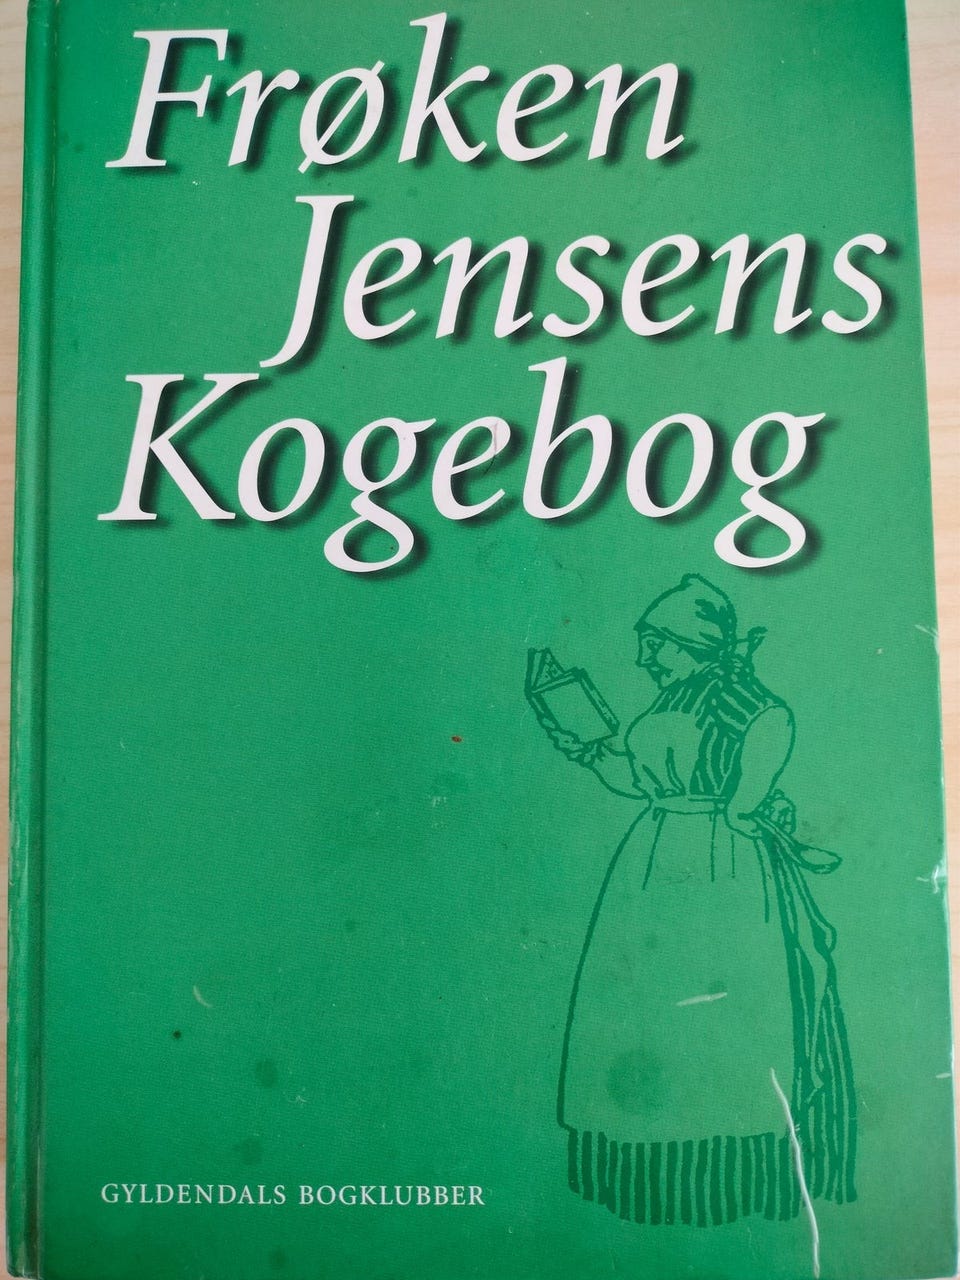 Frøken
Jensens
Kogebog
GYLDENDALS BOGKLUBBER